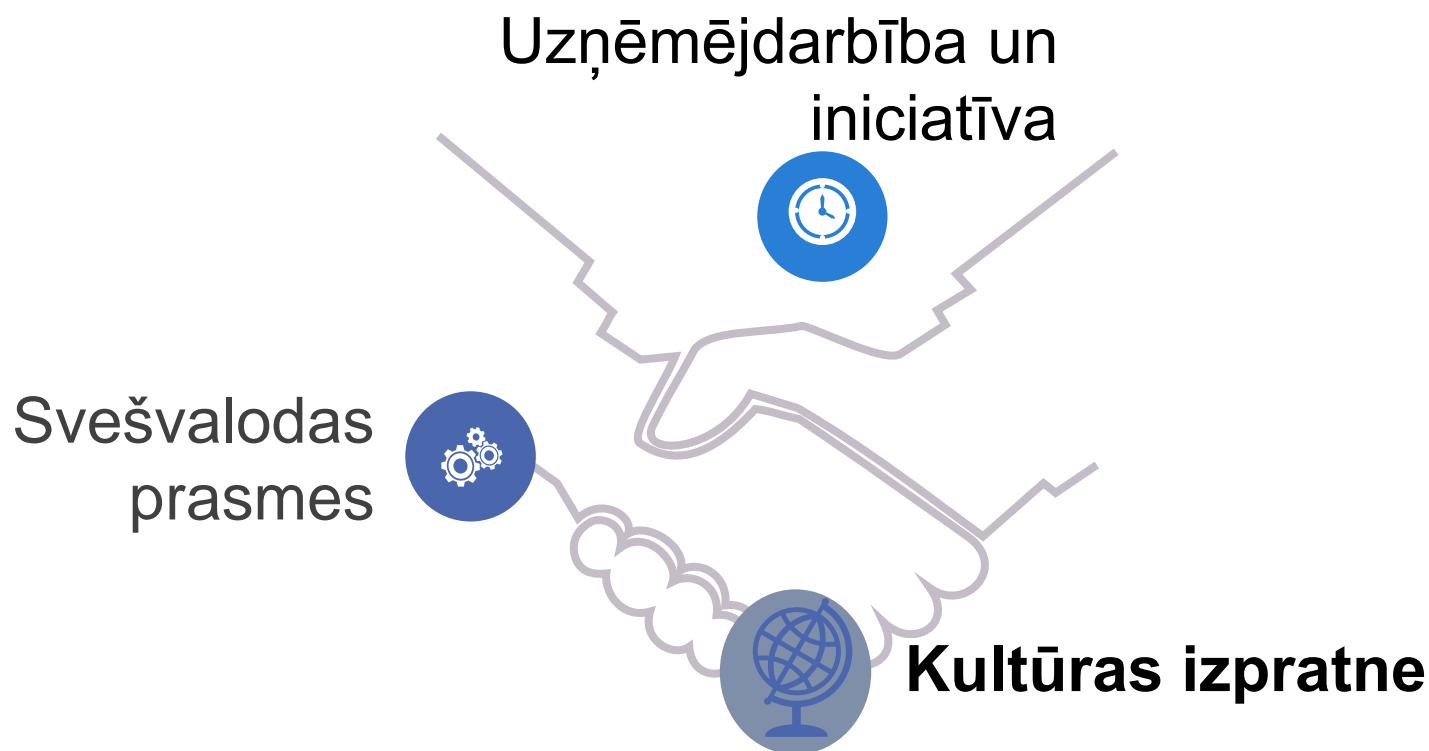 Uzņēmējdarbība un
iniciatīva
Svešvalodas
prasmes
Kultūras izpratne